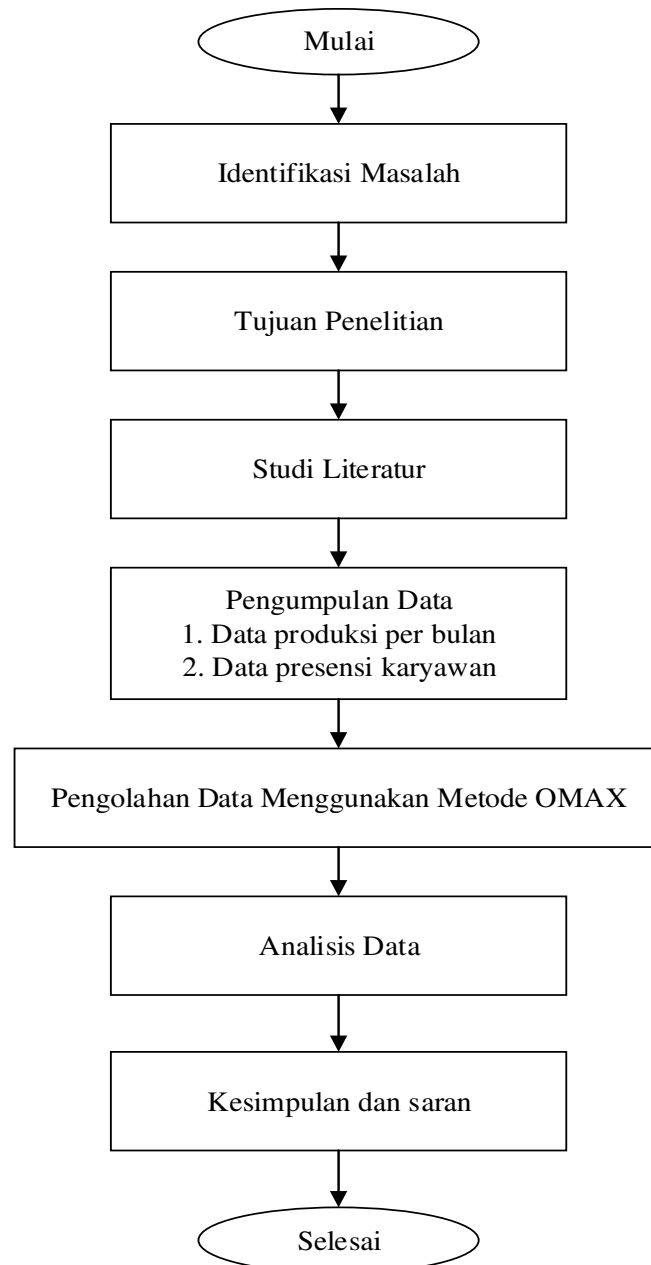 Mulai
Identifikasi Masalah
Tujuan Penelitian
Studi Literatur
Pengumpulan Data
1. Data produksi per bulan
2. Data presensi karyawan
Pengolahan Data Menggunakan Metode OMAX
Analisis Data
Kesimpulan dan saran
Selesai